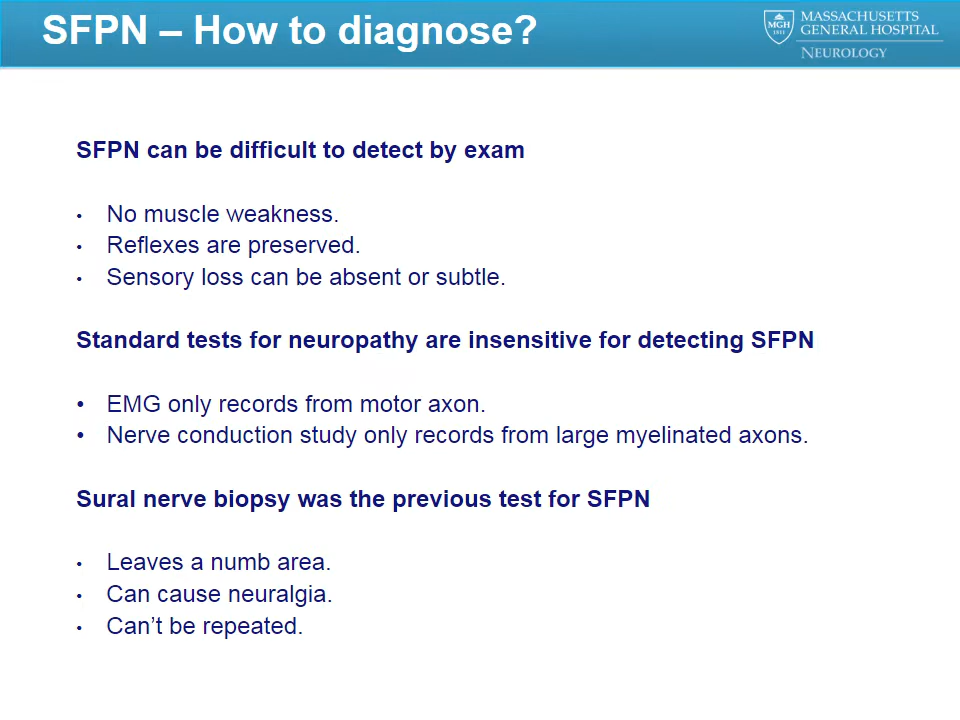 SFPN – How to diagnose?
MGH
1811
MASSACHUSETTS
GENERAL HOSPITAL
NEUROLOGY
SFPN can be difficult to detect by exam
• No muscle weakness.
• Reflexes are preserved.
• Sensory loss can be absent or subtle.
Standard tests for neuropathy are insensitive for detecting SFPN
• EMG only records from motor axon.
• Nerve conduction study only records from large myelinated axons.
Sural nerve biopsy was the previous test for SFPN
• Leaves a numb area.
• Can cause neuralgia.
• Can’t be repeated.